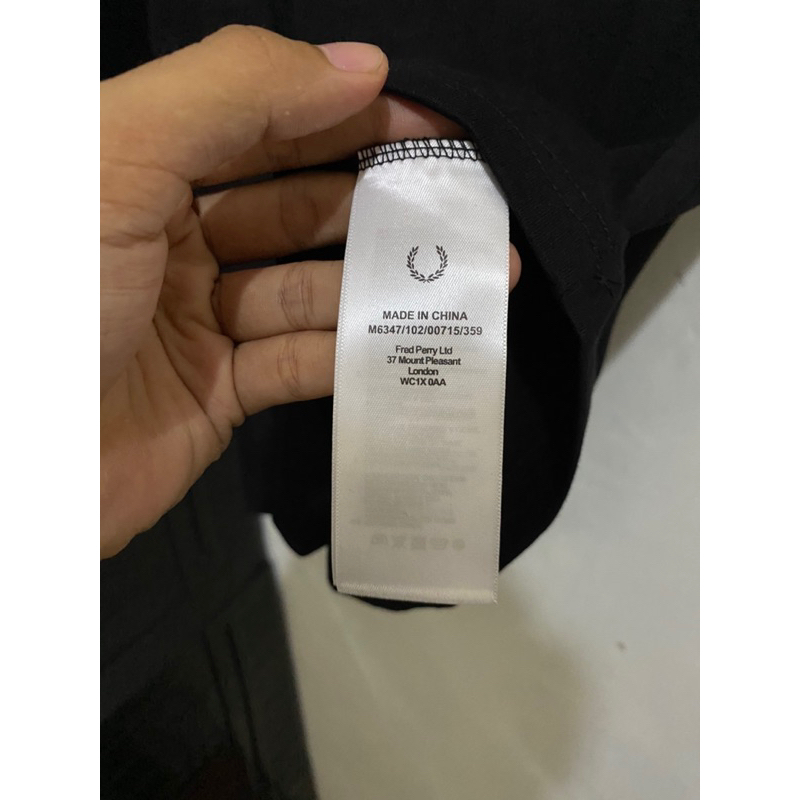 MADE IN CHINA
M6347/102/00715/359
Fred Perry Ltd
37 Mount Pleasant
London
WC1X 0AA